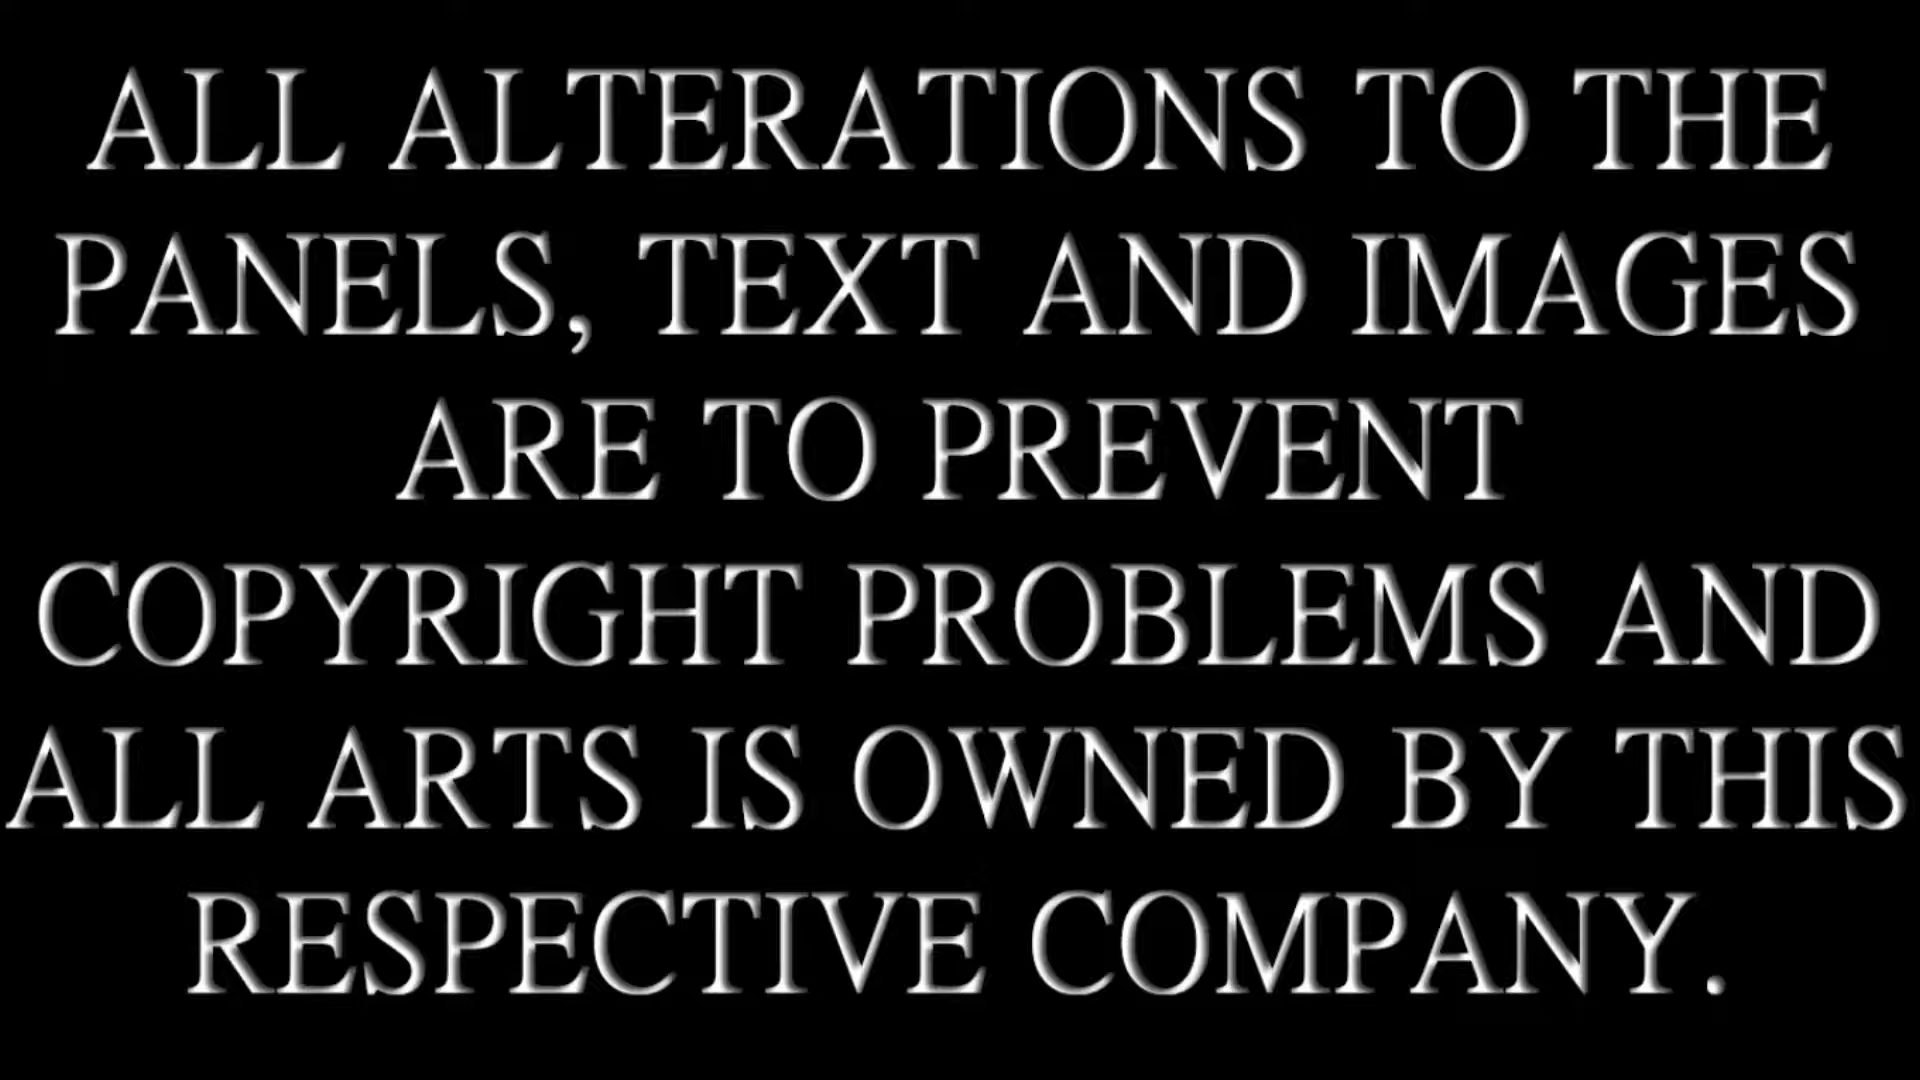 ALL ALTERATIONS TO THE
PANELS, TEXT AND IMAGES
ARE TO PREVENT
COPYRIGHT PROBLEMS AND
ALL ARTS IS OWNED BY THIS
RESPECTIVE COMPANY.